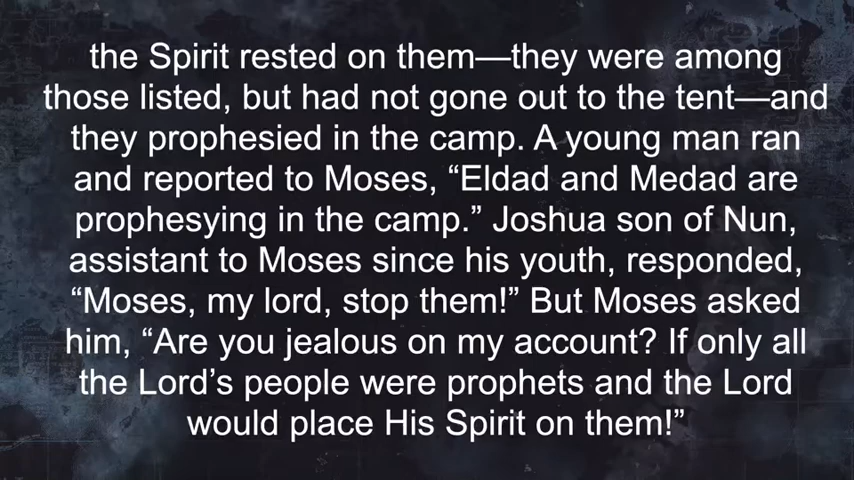 the Spirit rested on them—they were among
those listed, but had not gone out to the tent—and
they prophesied in the camp. A young man ran
and reported to Moses, “Eldad and Medad are
prophesying in the camp.” Joshua son of Nun,
assistant to Moses since his youth, responded,
“Moses, my lord, stop them!” But Moses asked
him, “Are you jealous on my account? If only all
the Lord’s people were prophets and the Lord
would place His Spirit on them!”